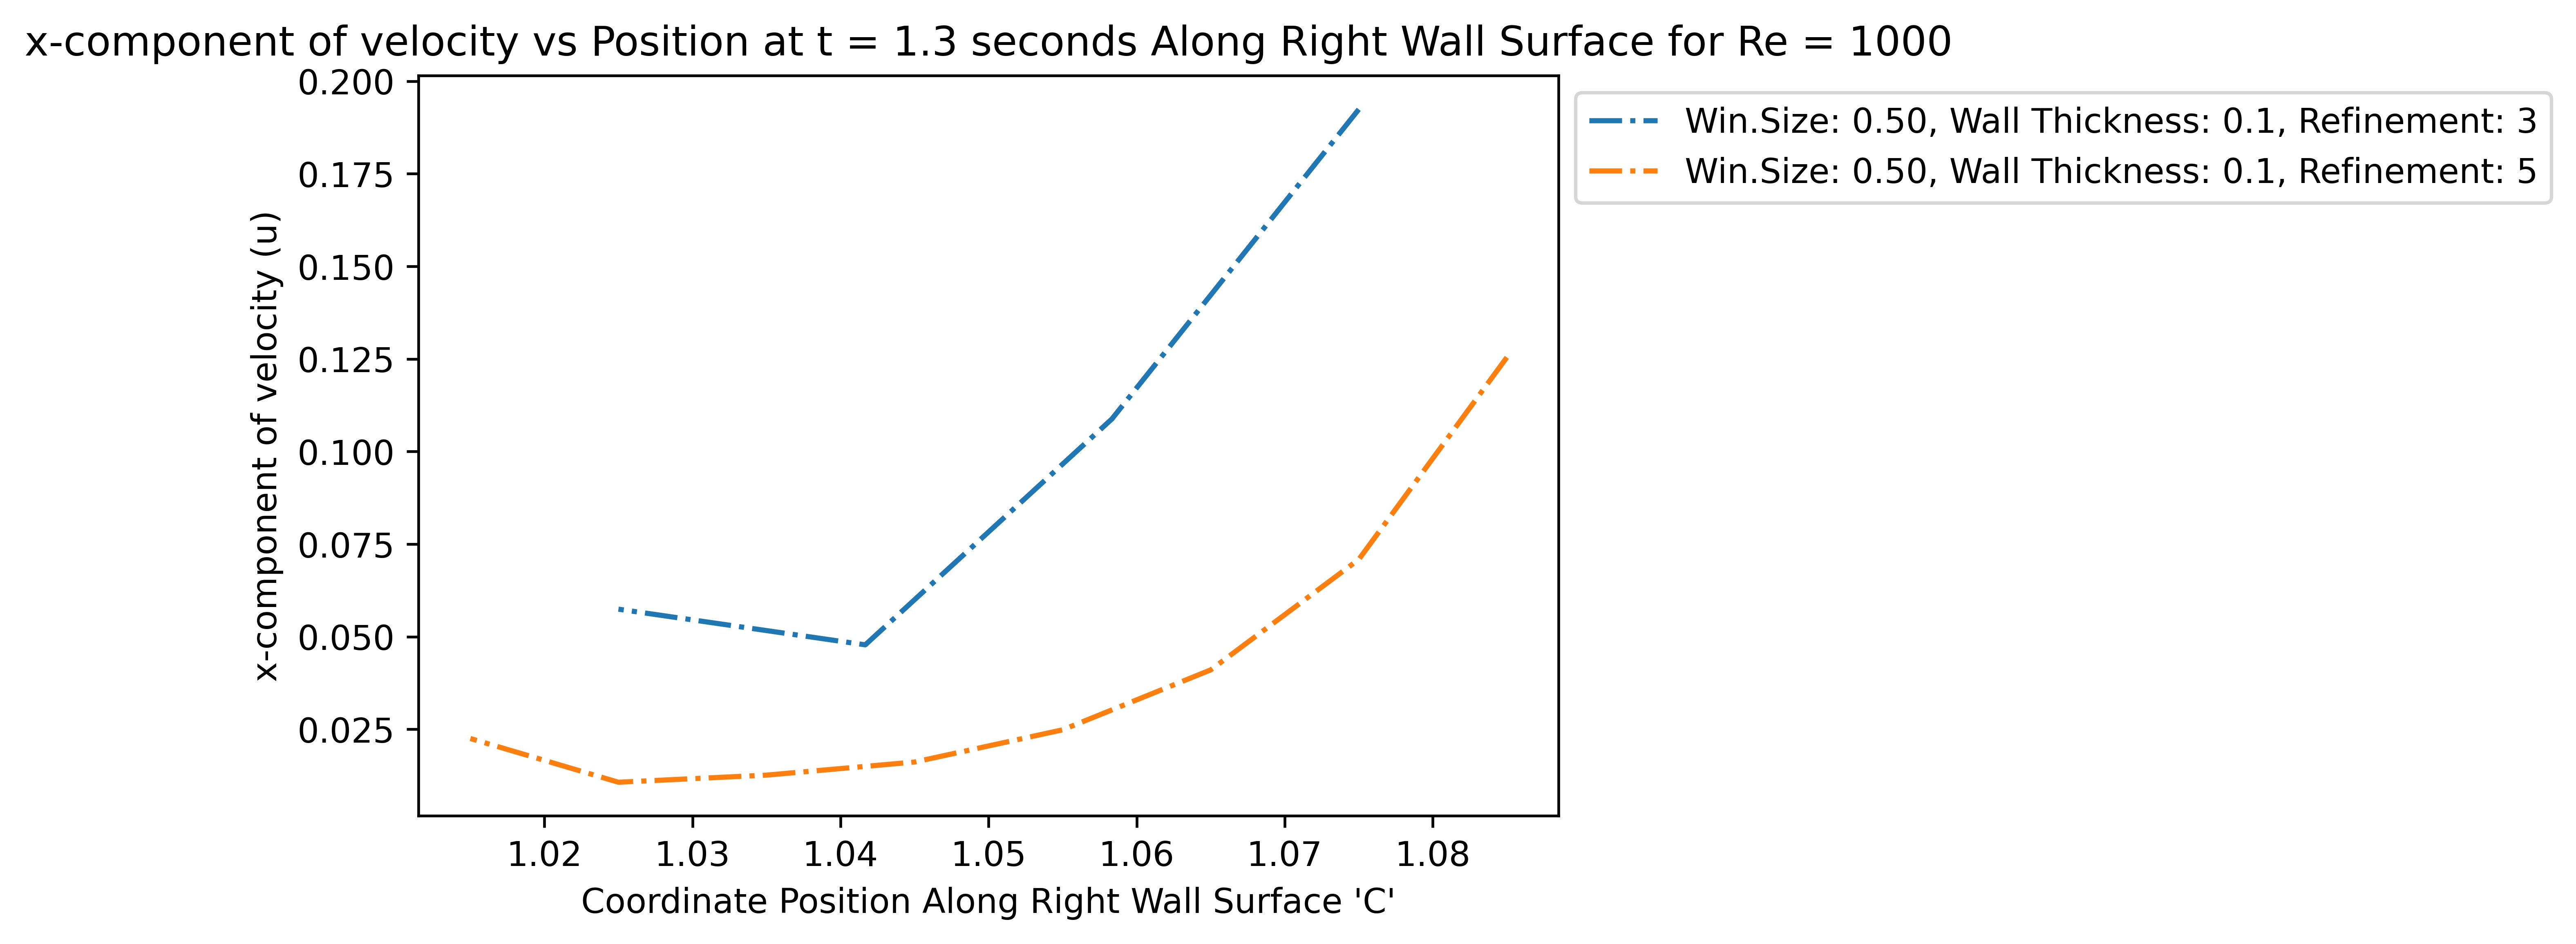 x-component of velocity vs Position at t = 1.3 seconds Along Right Wall Surface for Re = 1000
0.200
0.175
0.150
0.125
0.100
0.075
0.050
0.025
x-component of velocity (u)
1.02 1.03 1.04 1.05 1.06 1.07 1.08
Coordinate Position Along Right Wall Surface 'C'
Win.Size: 0.50, Wall Thickness: 0.1, Refinement: 3
Win.Size: 0.50, Wall Thickness: 0.1, Refinement: 5